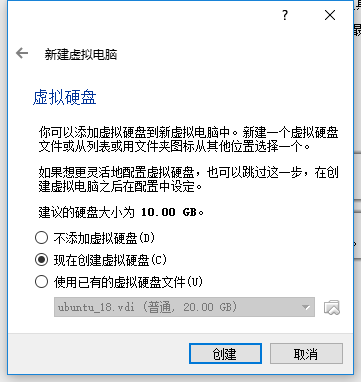 ?
新建虚拟电脑
虚拟硬盘
你可以添加虚拟硬盘到新虚拟电脑中。新建一个虚拟硬盘
文件或从列表或用文件夹图标从其他位置选择一个。
如果想更灵活地配置虚拟硬盘，也可以跳过这一步，在创
建虚拟电脑之后在配置中设定。
建议的硬盘大小为 10.00 GB。
不添加虚拟硬盘(D)
现在创建虚拟硬盘(C)
使用已有的虚拟硬盘文件(U)
ubuntu_18.vdi (普通, 20.00 GB)
创建
取消